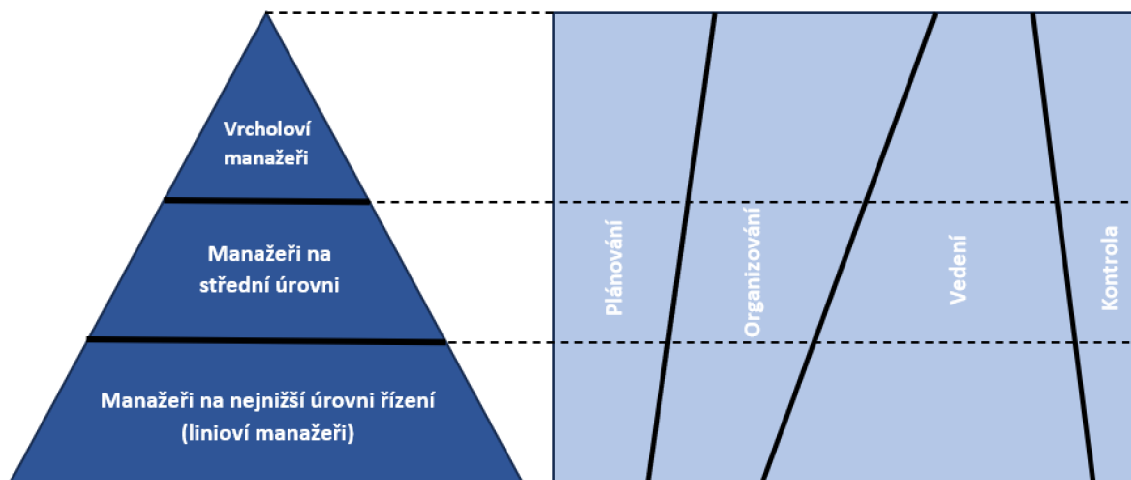 Vrcholoví
manažeři
Manažeři na
střední úrovni
Manažeři na nejnižší úrovni řízení
(linioví manažeři)
Plánování
Organizování
Vedení
Kontrola